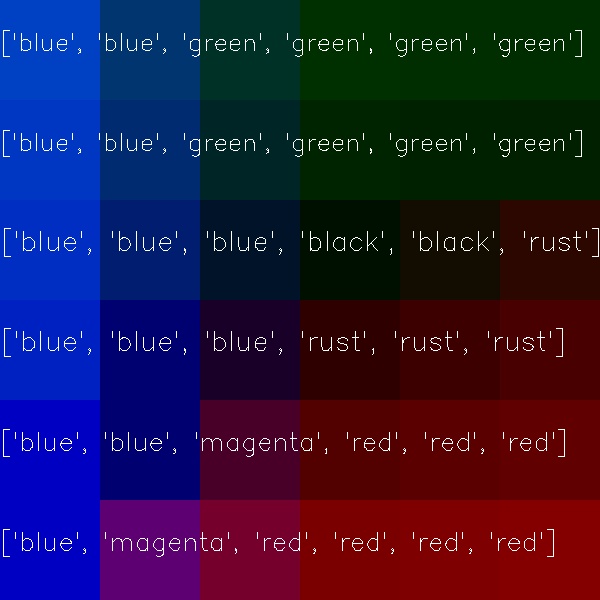 ['blue', 'blue', 'green', 'green', 'green', 'green']
['blue', 'blue', 'green', 'green', 'green', 'green']
['blue', 'blue', 'blue', 'black', 'black', 'rust']
['blue', 'blue', 'blue', 'rust', 'rust', 'rust']
['blue', 'blue', 'magenta', 'red', 'red', 'red']
['blue', 'magenta', 'red', 'red', 'red', 'red']